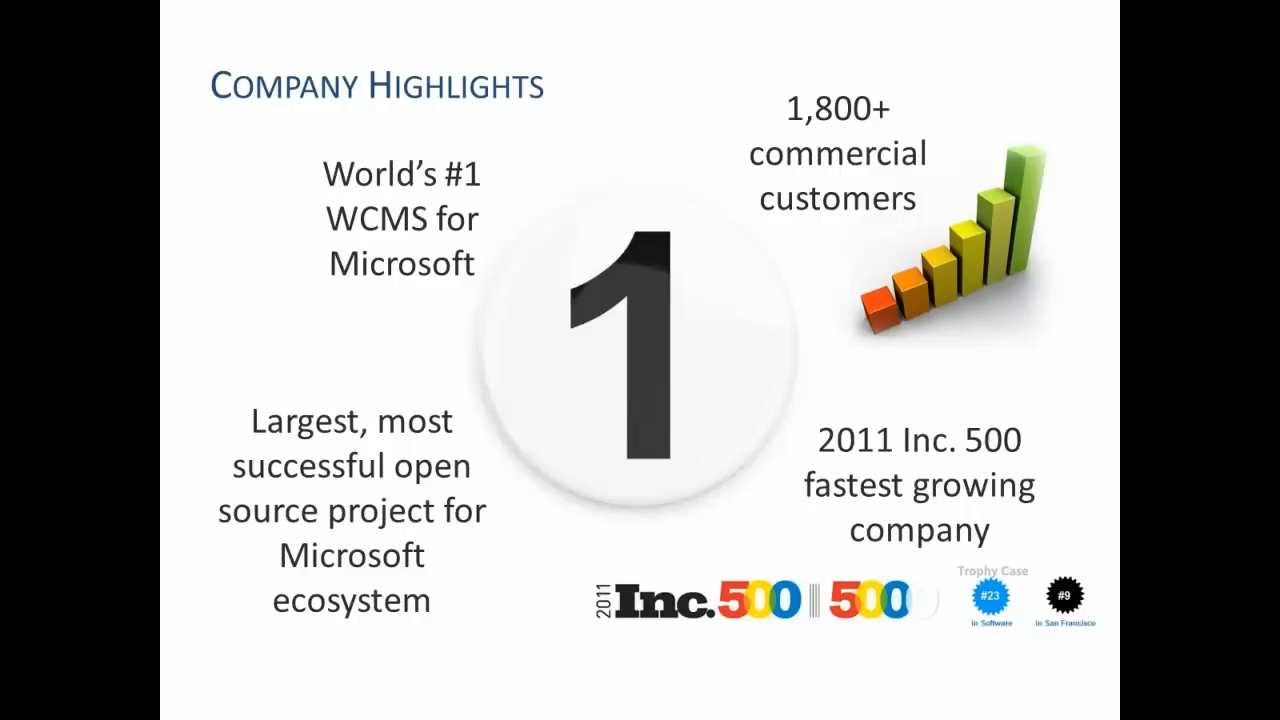 COMPANY HIGHLIGHTS
World’s #1
WCMS for
Microsoft
1,800+
commercial
customers
1
Largest, most
successful open
source project for
Microsoft
ecosystem
2011 Inc. 500
fastest growing
company
2011 Inc.500 500
Trophy Case
#23
in Software
#9
in San Francisco